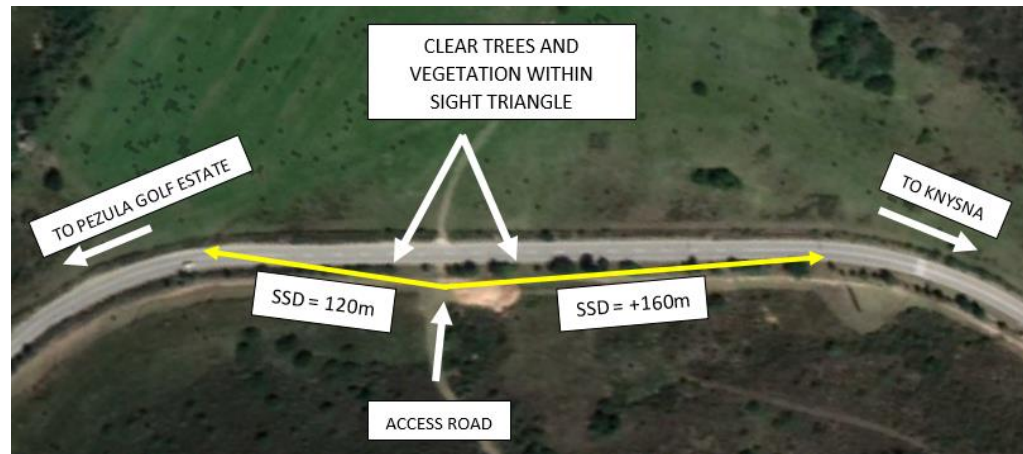 CLEAR TREES AND
VEGETATION WITHIN
SIGHT TRIANGLE
TO PEZULA GOLF ESTATE
TO KNYSNA
SSD = 120m
SSD = +160m
ACCESS ROAD